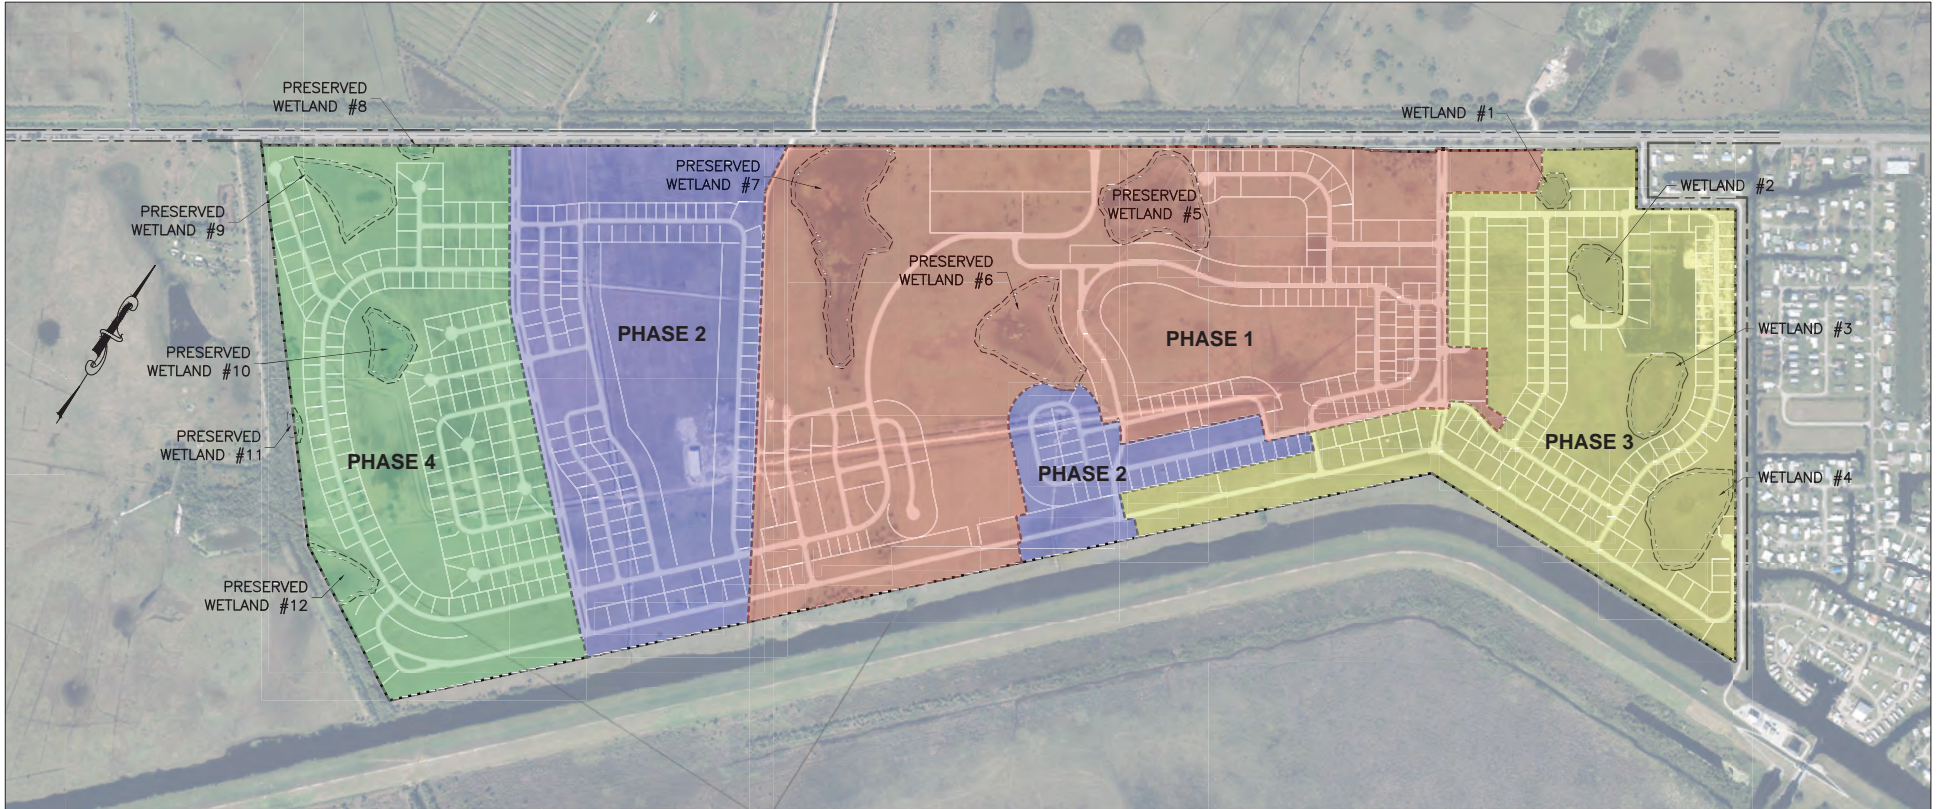 PRESERVED
WETLAND #8
WETLAND #1
PRESERVED
WETLAND #7
WETLAND #2
PRESERVED
WETLAND #5
PRESERVED
WETLAND #9
PRESERVED
WETLAND #6
WETLAND #3
PHASE 2
PHASE 1
PRESERVED
WETLAND #10
PHASE 3
PRESERVED
WETLAND #11
PHASE 4
PHASE 2
WETLAND #4
PRESERVED
WETLAND #12